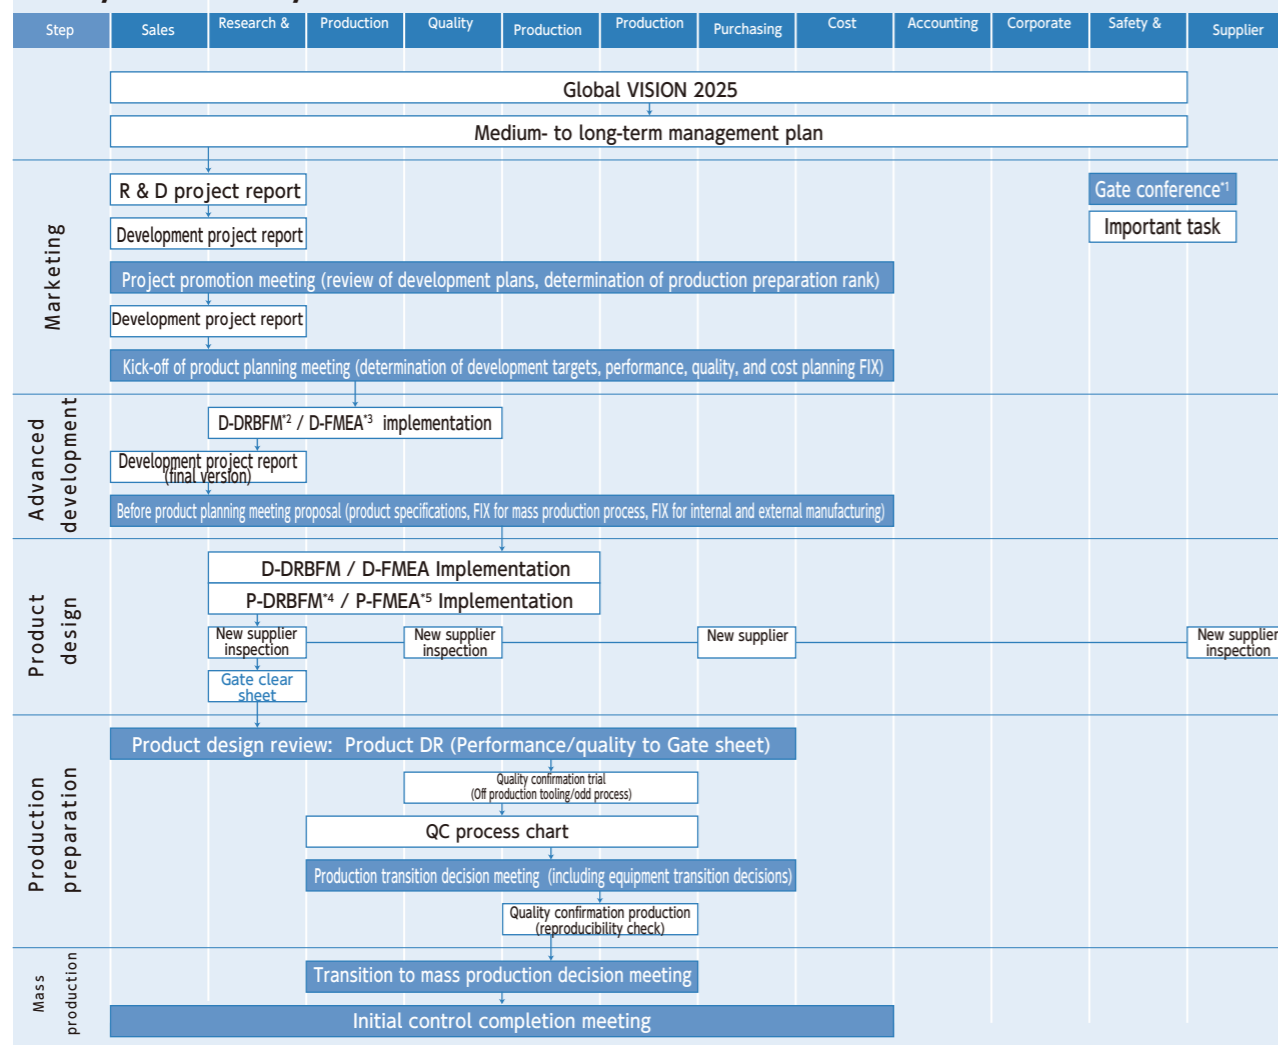 Step
Sales
Research &
Production
Quality
Production
Production
Purchasing
Cost
Accounting
Corporate
Safety &
Supplier
Global VISION 2025
Medium- to long-term management plan
Marketing
R & D project report
Gate conference*1
Development project report
Important task
Project promotion meeting (review of development plans, determination of production preparation rank)
Development project report
Kick-off of product planning meeting (determination of development targets, performance, quality, and cost planning FIX)
Advanced
development
D-DRBFM*2 / D-FMEA*3 implementation
Development project report
(final version)
Before product planning meeting proposal (product specifications, FIX for mass production process, FIX for internal and external manufacturing)
Product
design
D-DRBFM / D-FMEA Implementation
P-DRBFM*4 / P-FMEA*5 Implementation
New supplier
inspection
New supplier
inspection
New supplier
New supplier
inspection
Gate clear
sheet
Production
preparation
Product design review: Product DR (Performance/quality to Gate sheet)
Quality confirmation trial
(Off production tooling/odd process)
QC process chart
Production transition decision meeting (including equipment transition decisions)
Quality confirmation production
(reproducibility check)
Mass
production
Transition to mass production decision meeting
Initial control completion meeting